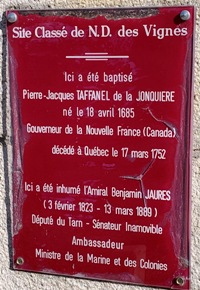 Site Classé de N.D. des Vignes
Ici a été baptisé
Pierre-Jacques TAFFANEL de la JONQUIERE
né le 18 avril 1685
Gouverneur de la Nouvelle France (Canada)
décédé à Québec le 17 mars 1752
Ici a été inhumé l'Amiral Benjamin JAURES
( 3 février 1823 - 13 mars 1889 )
Député du Tarn - Sénateur Inamovible
Ambassadeur
Ministre de la Marine et des Colonies